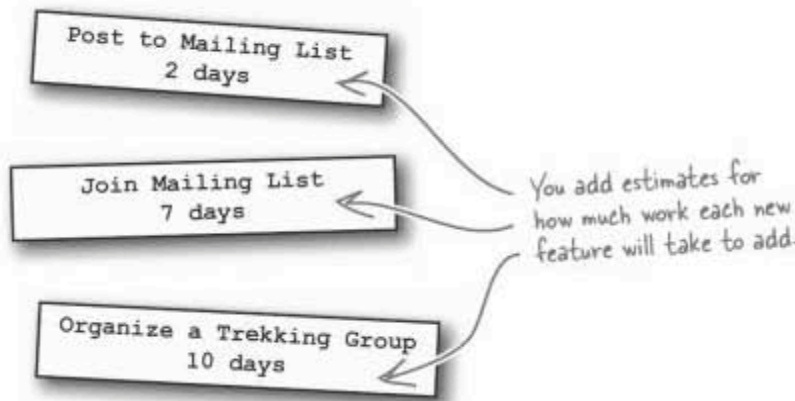 Post to Mailing List
2 days
Join Mailing List
7 days
You add estimates for
how much work each new
feature will take to add.
Organize a Trekking Group
10 days